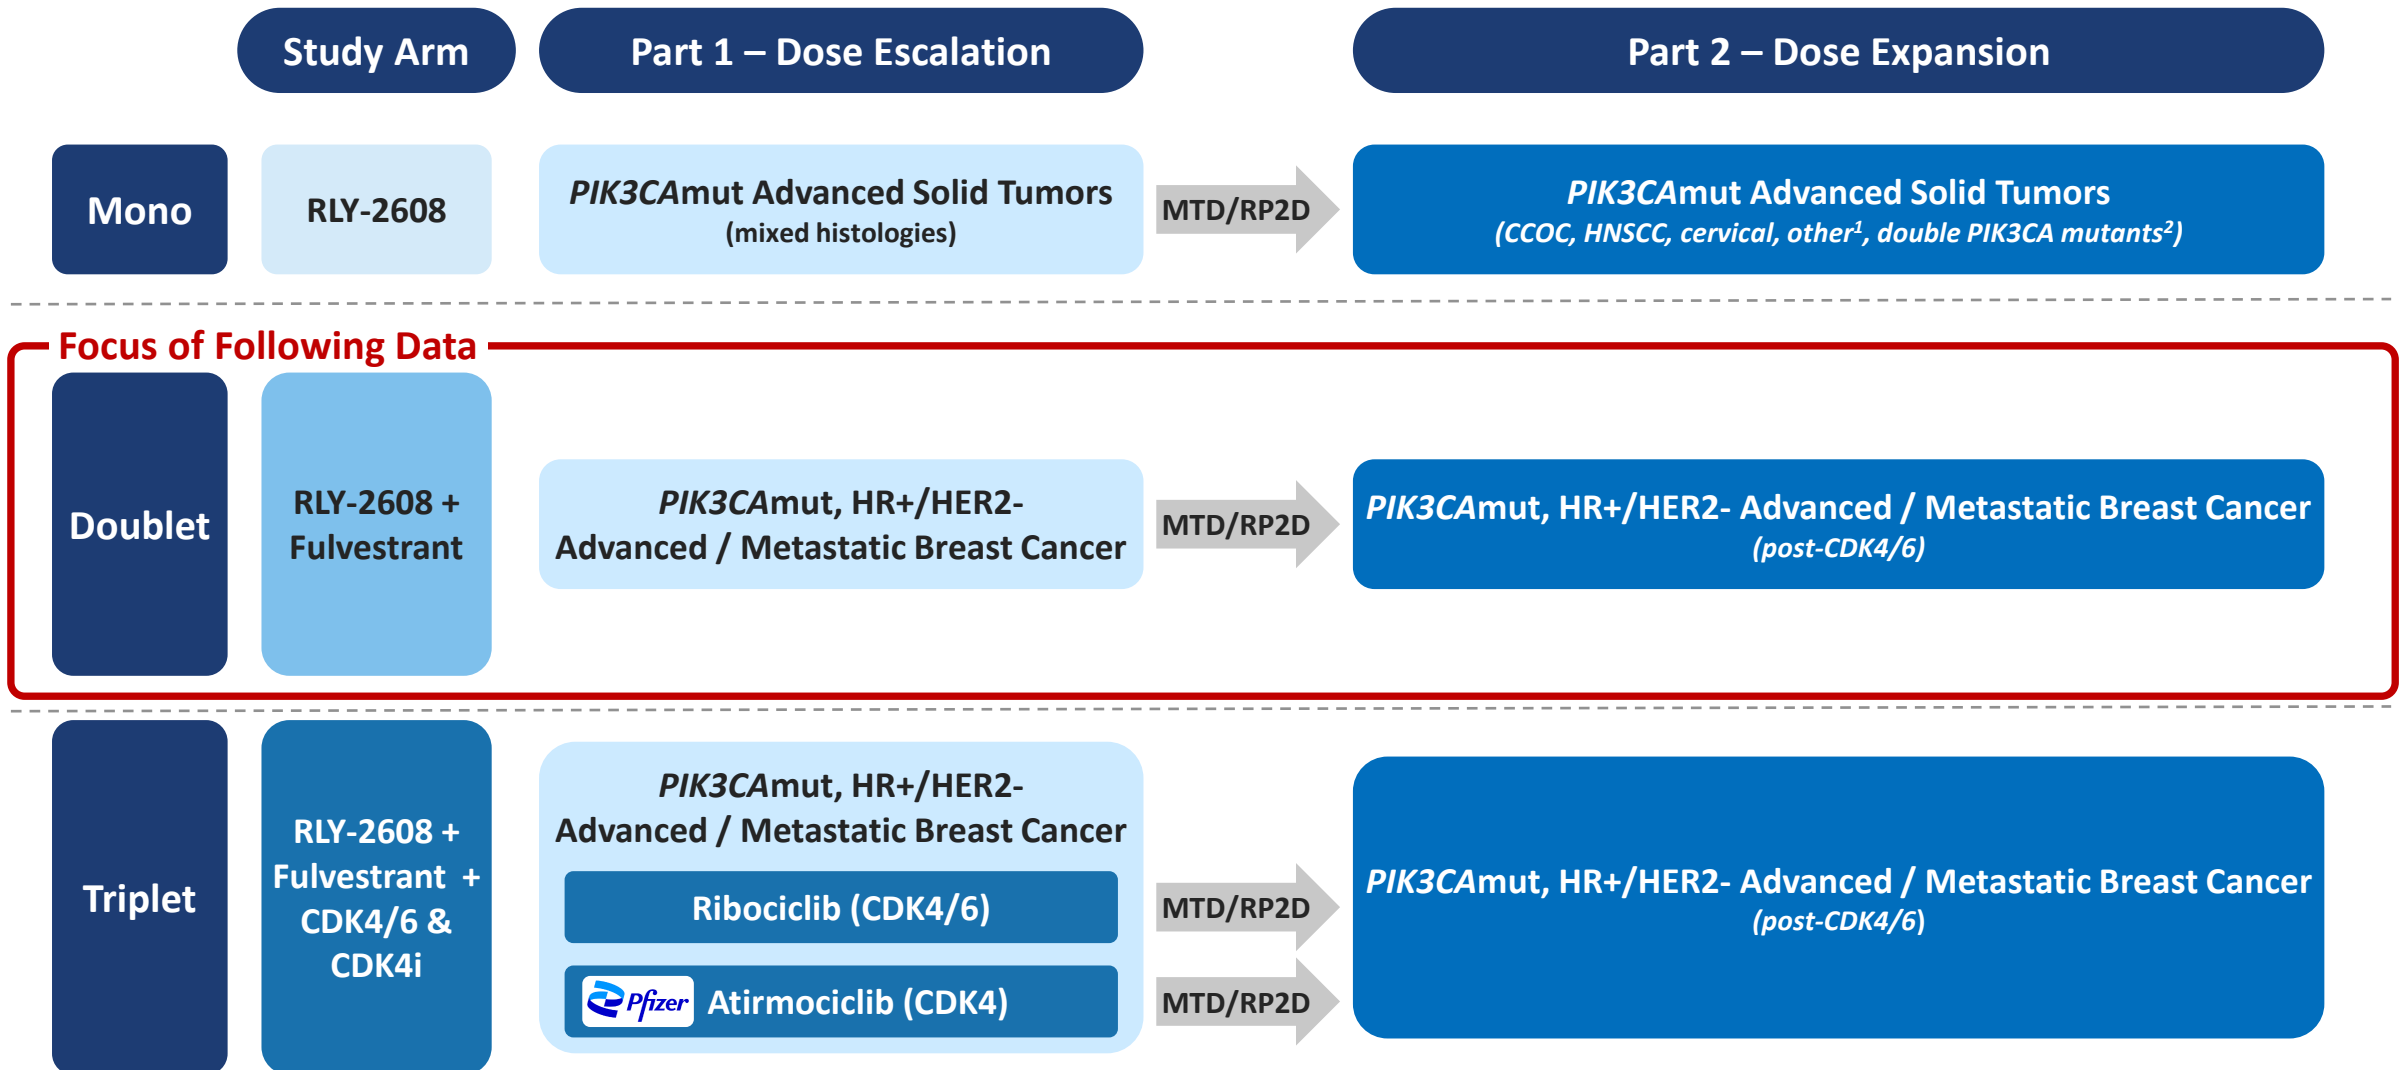 Study Arm
Part 1 – Dose Escalation
Part 2 – Dose Expansion
Mono
RLY-2608
PIK3CAmut Advanced Solid Tumors
(mixed histologies)
MTD/RP2D
PIK3CAmut Advanced Solid Tumors
(CCOC, HNSCC, cervical, other¹, double PIK3CA mutants²)
Focus of Following Data
Doublet
RLY-2608 +
Fulvestrant
PIK3CAmut, HR+/HER2-
Advanced / Metastatic Breast Cancer
MTD/RP2D
PIK3CAmut, HR+/HER2- Advanced / Metastatic Breast Cancer
(post-CDK4/6)
Triplet
RLY-2608 +
Fulvestrant +
CDK4/6 &
CDK4i
PIK3CAmut, HR+/HER2-
Advanced / Metastatic Breast Cancer
Ribociclib (CDK4/6)
MTD/RP2D
Pfizer Atirmociclib (CDK4)
MTD/RP2D
PIK3CAmut, HR+/HER2- Advanced / Metastatic Breast Cancer
(post-CDK4/6)